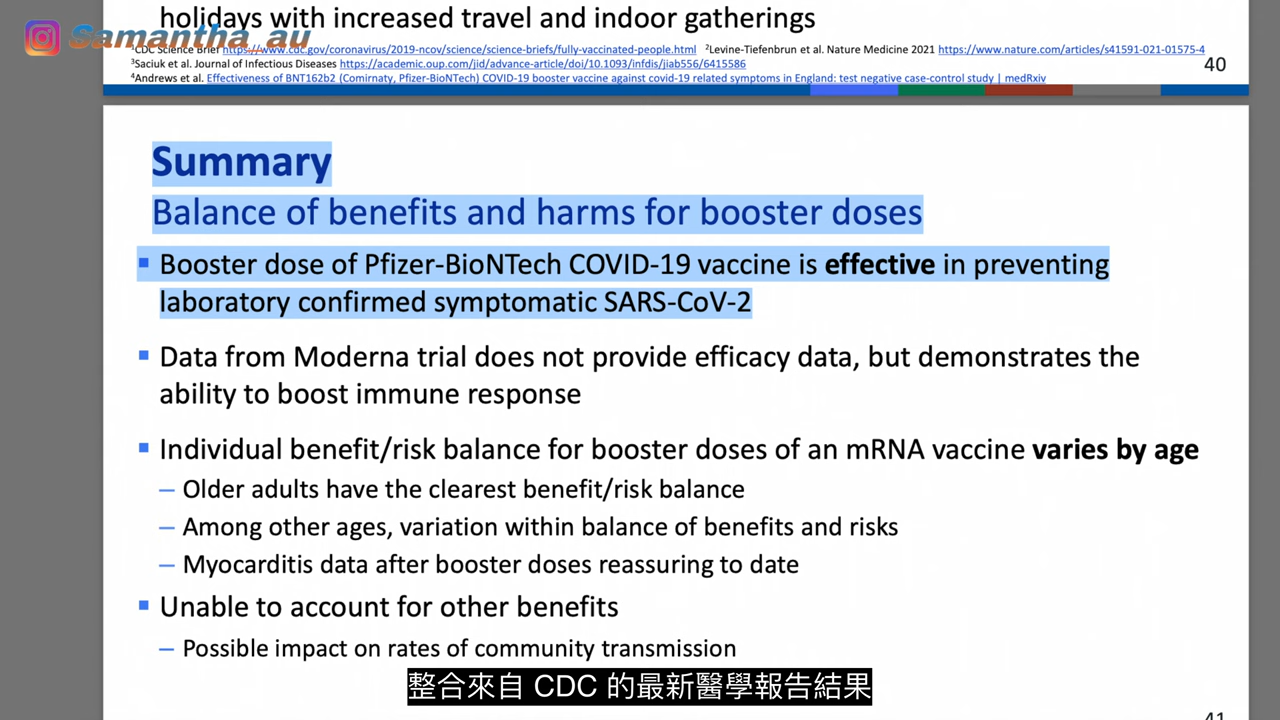 holidays with increased travel and indoor gatherings
Samantha_au
¹CDC Science Brief https://www.cdc.gov/coronavirus/2019-ncov/science/science-briefs/fully-vaccinated-people.html ²Levine-Tiefenbrun et al. Nature Medicine 2021 https://www.nature.com/articles/s41591-021-01575-4
³Saciuk et al. Journal of Infectious Diseases https://academic.oup.com/jid/advance-article/doi/10.1093/infdis/jiab556/6415586
⁴Andrews et al. Effectiveness of BNT162b2 (Comirnaty, Pfizer-BioNTech) COVID-19 booster vaccine against covid-19 related symptoms in England: test negative case-control study | medRxiv
40
Summary
Balance of benefits and harms for booster doses
▪ Booster dose of Pfizer-BioNTech COVID-19 vaccine is effective in preventing
laboratory confirmed symptomatic SARS-CoV-2
▪ Data from Moderna trial does not provide efficacy data, but demonstrates the
ability to boost immune response
▪ Individual benefit/risk balance for booster doses of an mRNA vaccine varies by age
– Older adults have the clearest benefit/risk balance
– Among other ages, variation within balance of benefits and risks
– Myocarditis data after booster doses reassuring to date
▪ Unable to account for other benefits
– Possible impact on rates of community transmission
整合來自 CDC 的最新醫學報告結果
41